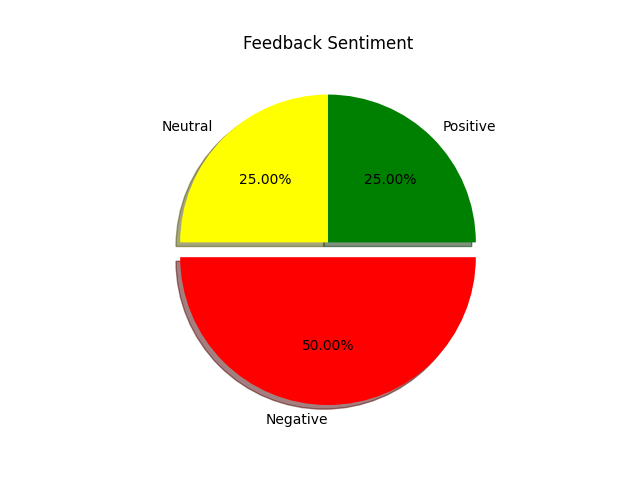 Feedback Sentiment
Neutral
Positive
25.00%
25.00%
50.00%
Negative